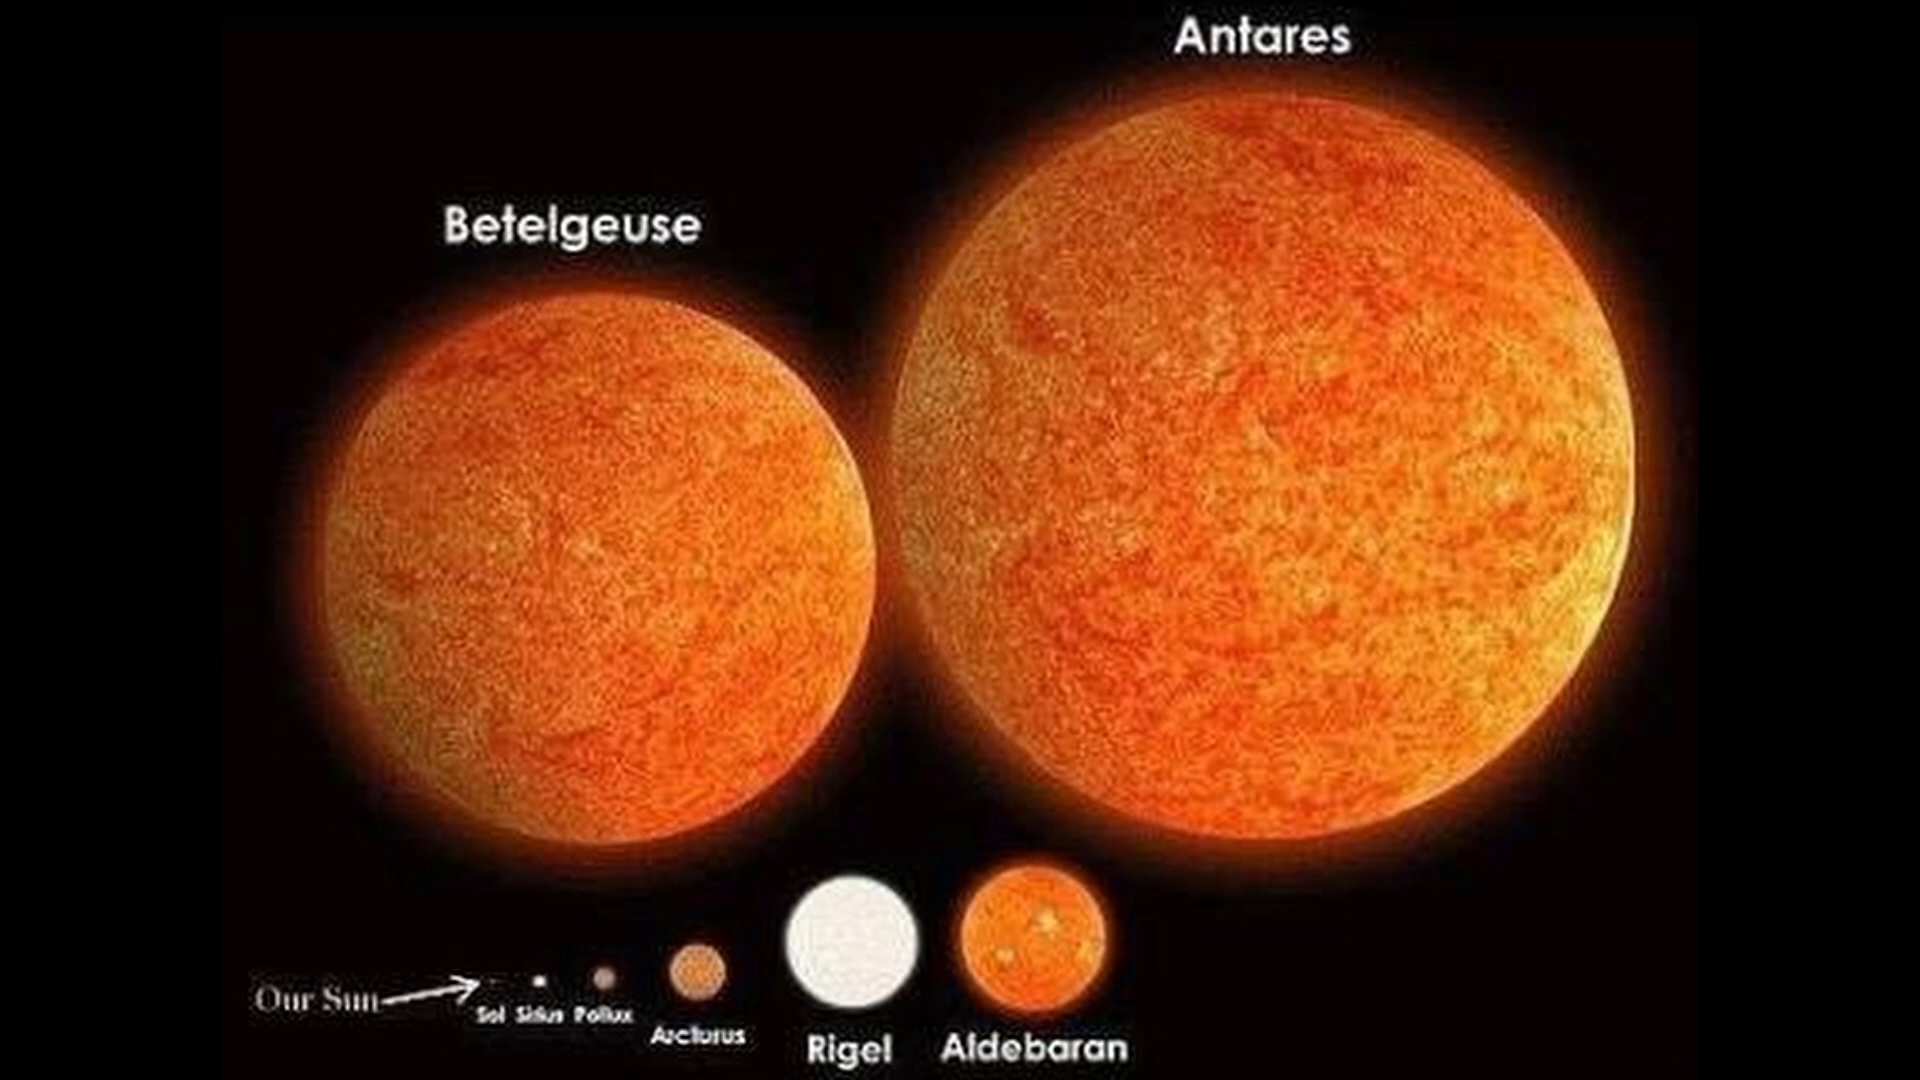 Antares
Betelgeuse
Our Sun
Sol Sirius Pollux
Arcturus
Rigel
Aldebaran